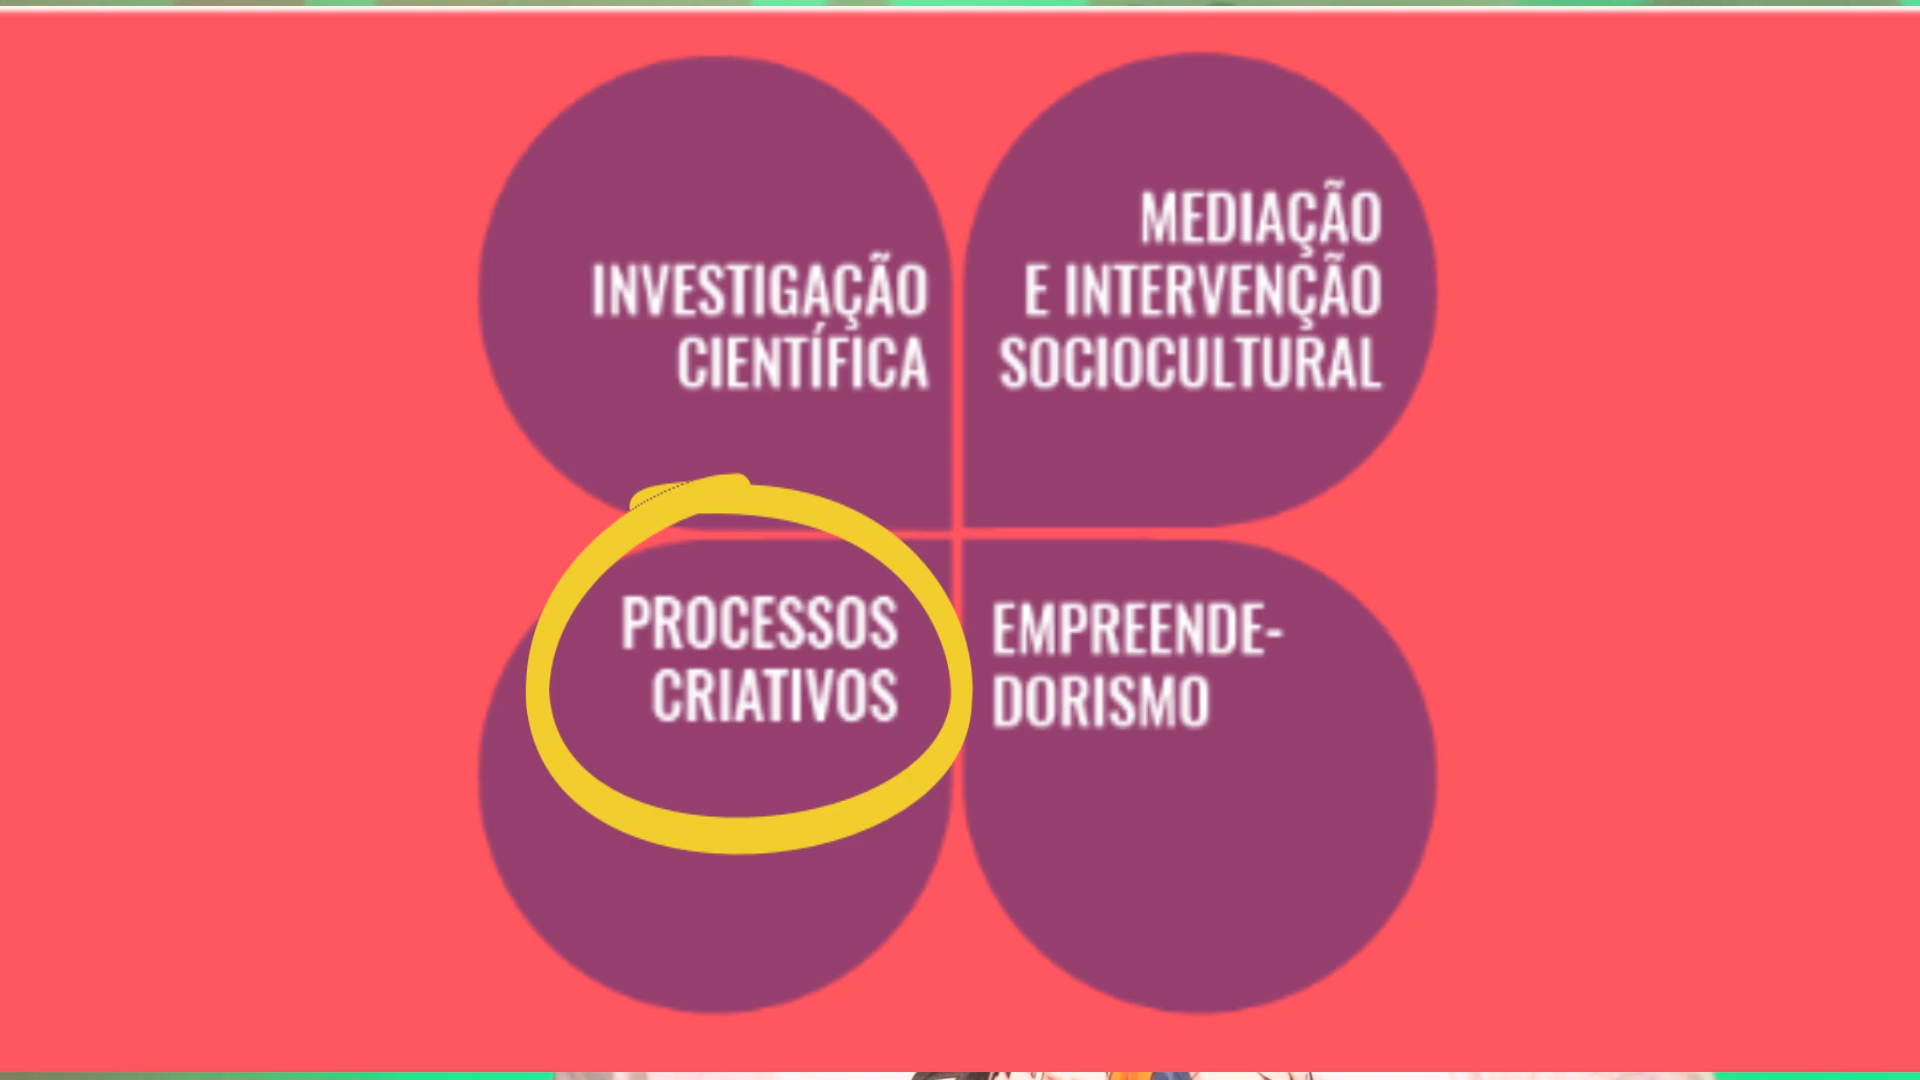 INVESTIGAÇÃO
CIENTÍFICA
MEDIAÇÃO
E INTERVENÇÃO
SOCIOCULTURAL
PROCESSOS
CRIATIVOS
EMPREENDE-
DORISMO